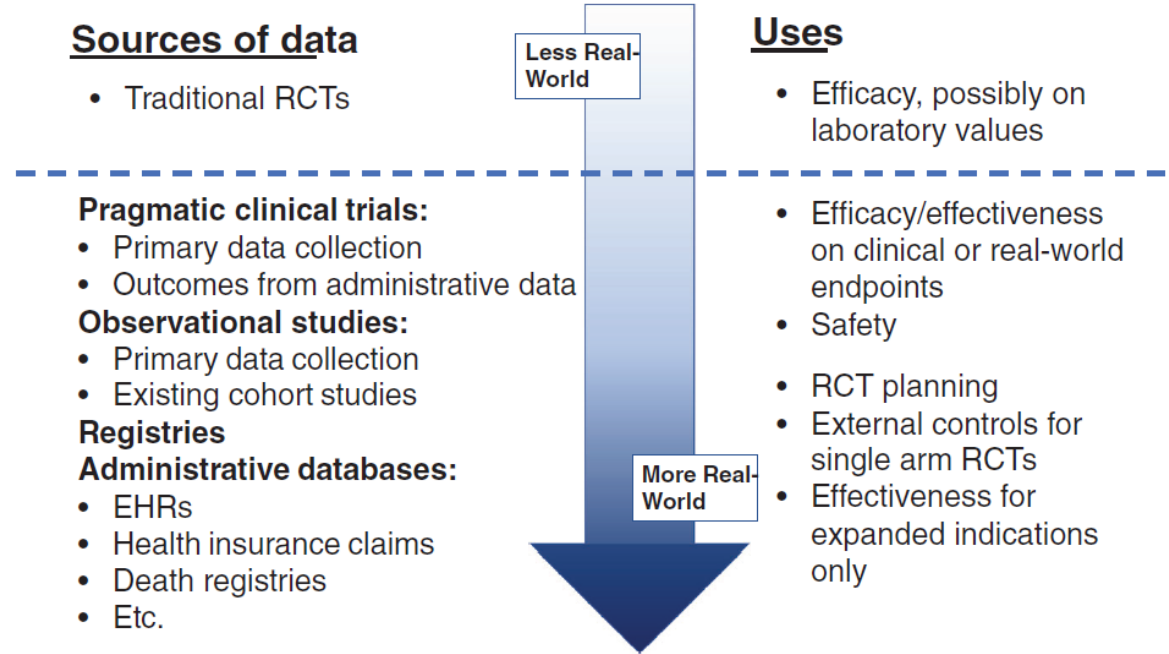 Sources of data
• Traditional RCTs
Pragmatic clinical trials:
• Primary data collection
• Outcomes from administrative data
Observational studies:
• Primary data collection
• Existing cohort studies
Registries
Administrative databases:
• EHRs
• Health insurance claims
• Death registries
• Etc.
Less Real-
World
More Real-
World
Uses
• Efficacy, possibly on
laboratory values
• Efficacy/effectiveness
on clinical or real-world
endpoints
• Safety
• RCT planning
• External controls for
single arm RCTs
• Effectiveness for
expanded indications
only